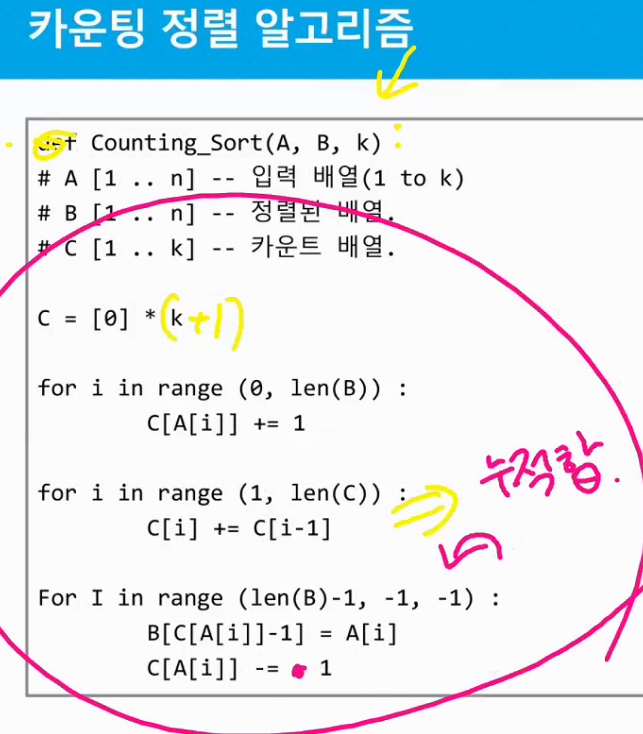 카운팅 정렬 알고리즘
def Counting_Sort(A, B, k) :
# A [1 .. n] -- 입력 배열(1 to k)
# B [1 .. n] -- 정렬된 배열.
# C [1 .. k] -- 카운트 배열.
C = [0] * (k+1)
for i in range (0, len(B)) :
C[A[i]] += 1
for i in range (1, len(C)) :
누적합.
C[i] += C[i-1]
For I in range (len(B)-1, -1, -1) :
B[C[A[i]]-1] = A[i]
C[A[i]] -= 1